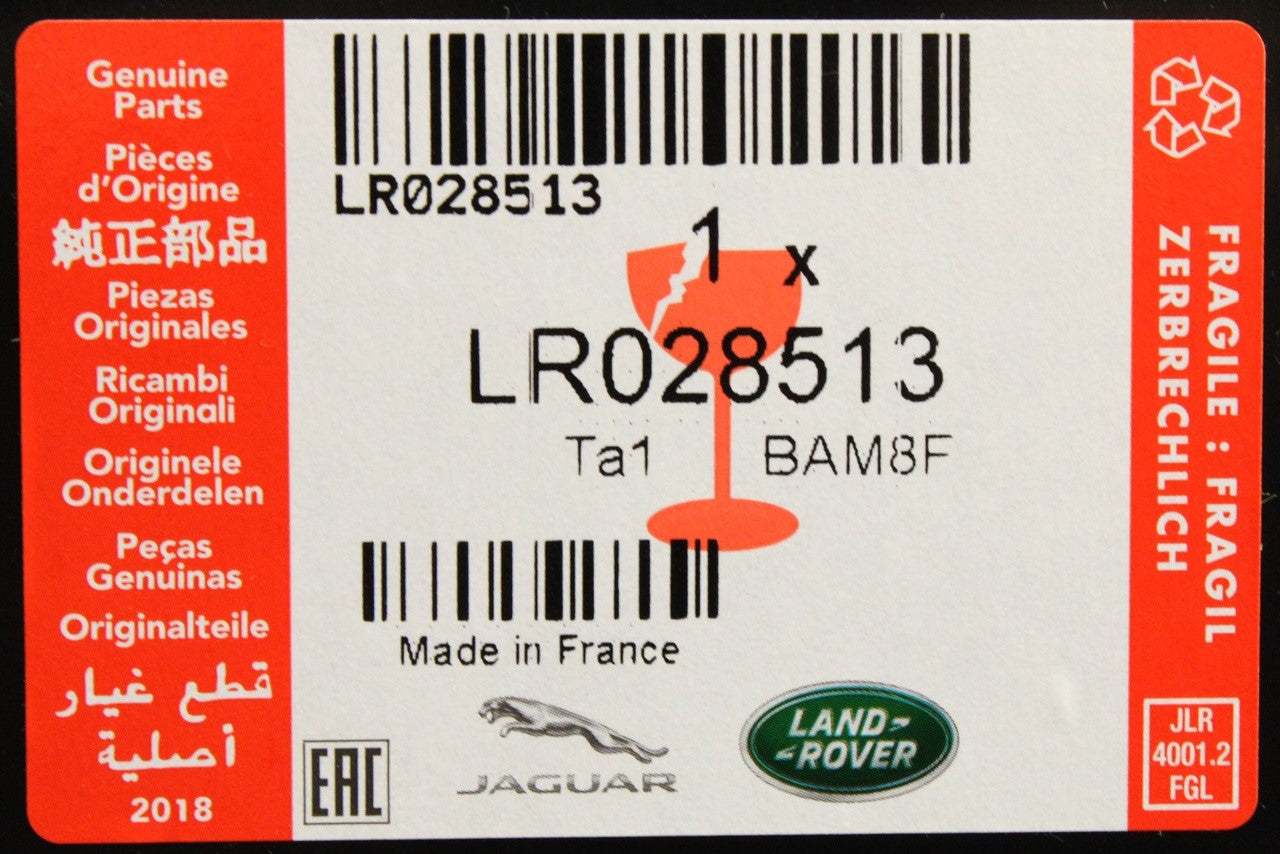 Genuine
Parts
Pièces
d'Origine
純正部品
Piezas
Originales
Ricambi
Originali
Originele
Onderdelen
Peças
Genuinas
Originalteile
قطع غيار
أصلية
2018
LR028513
1 x
LR028513
Ta1 BAM8F
Made in France
EAC
JAGUAR
LAND-
-ROVER
FRAGILE : FRAGIL
ZERBRECHLICH
JLR
4001.2
FGL